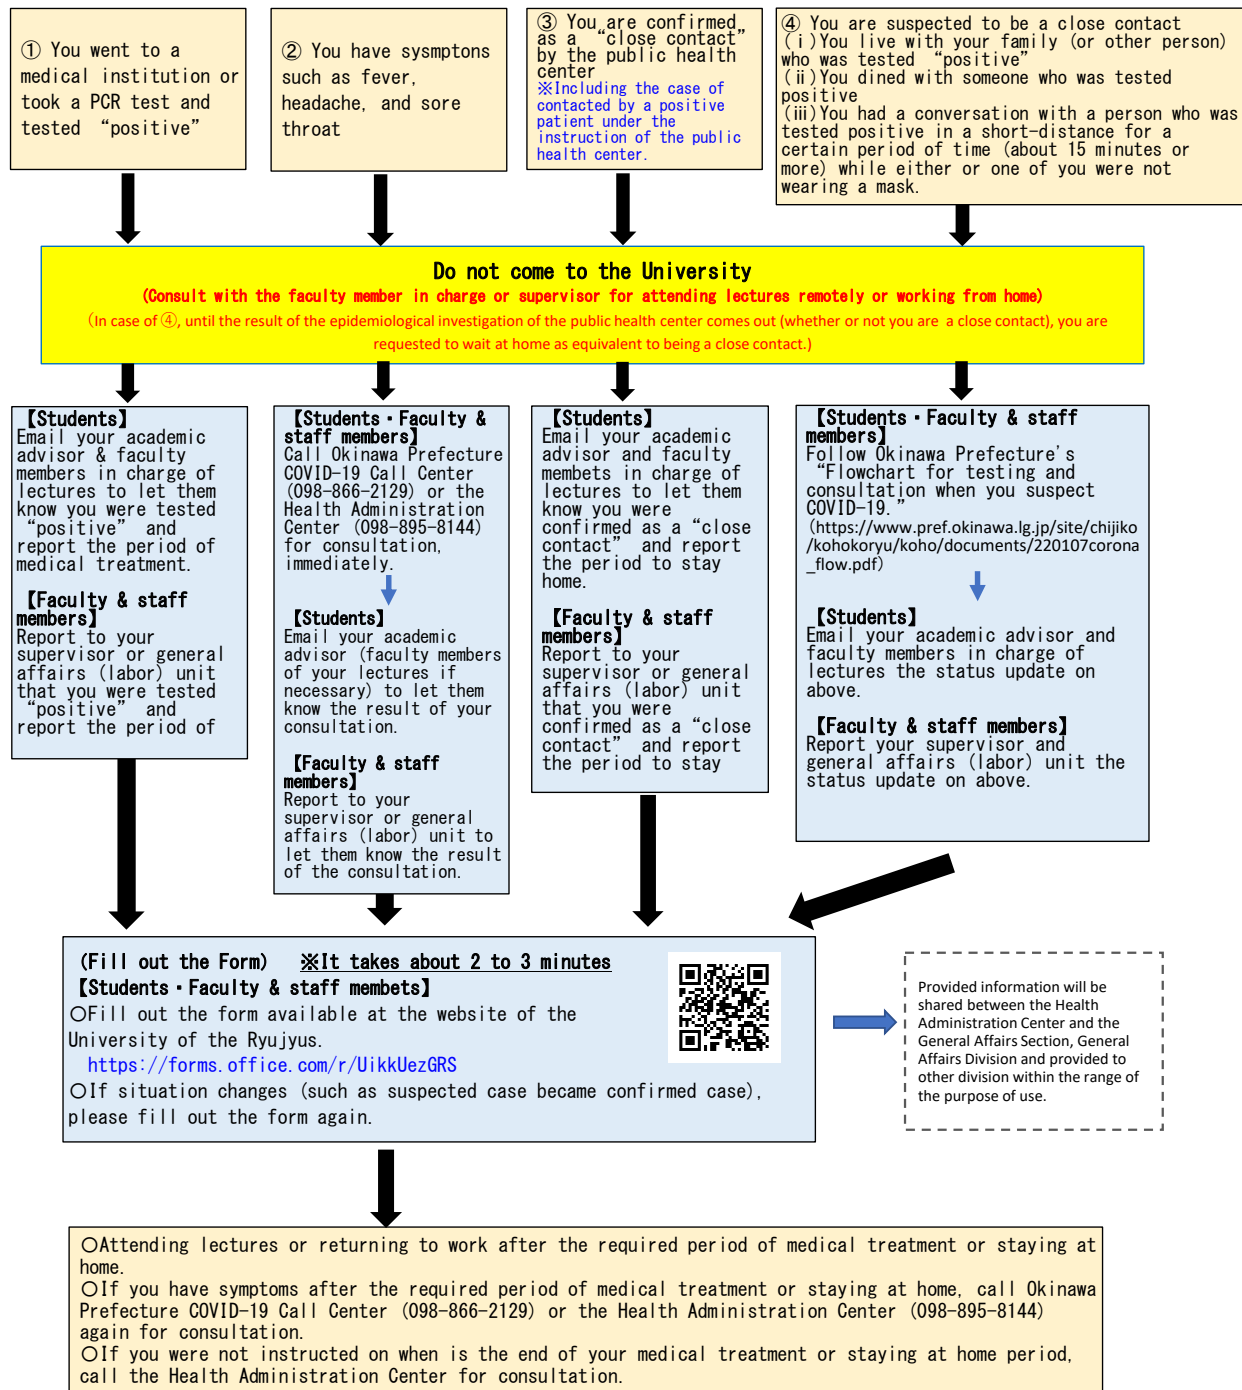 ① You went to a
medical institution or
took a PCR test and
tested “positive”
② You have sysmptons
such as fever,
headache, and sore
throat
③ You are confirmed
as a “close contact”
by the public health
center
※Including the case of
contacted by a positive
patient under the
instruction of the public
health center.
④ You are suspected to be a close contact
(ⅰ)You live with your family (or other person)
who was tested “positive”
(ⅱ)You dined with someone who was tested
positive
(ⅲ)You had a conversation with a person who was
tested positive in a short-distance for a
certain period of time (about 15 minutes or
more) while either or one of you were not
wearing a mask.
Do not come to the University
(Consult with the faculty member in charge or supervisor for attending lectures remotely or working from home)
(In case of ④, until the result of the epidemiological investigation of the public health center comes out (whether or not you are a close contact), you are
requested to wait at home as equivalent to being a close contact.)
【Students】
Email your academic
advisor & faculty
members in charge of
lectures to let them
know you were tested
“positive” and
report the period of
medical treatment.
【Faculty & staff
members】
Report to your
supervisor or general
affairs (labor) unit
that you were tested
“positive” and
report the period of
【Students・Faculty &
staff members】
Call Okinawa Prefecture
COVID-19 Call Center
(098-866-2129) or the
Health Administration
Center (098-895-8144)
for consultation,
immediately.
【Students】
Email your academic
advisor (faculty members
of your lectures if
necessary) to let them
know the result of your
consultation.
【Faculty & staff
members】
Report to your
supervisor or general
affairs (labor) unit to
let them know the result
of the consultation.
【Students】
Email your academic
advisor and faculty
membets in charge of
lectures to let them
know you were
confirmed as a “close
contact” and report
the period to stay
home.
【Faculty & staff
members】
Report to your
supervisor or general
affairs (labor) unit
that you were
confirmed as a “close
contact” and report
the period to stay
【Students・Faculty & staff
members】
Follow Okinawa Prefecture's
“Flowchart for testing and
consultation when you suspect
COVID-19.”
(https://www.pref.okinawa.lg.jp/site/chijiko
/kohokoryu/koho/documents/220107corona
_flow.pdf)
【Students】
Email your academic advisor and
faculty members in charge of
lectures the status update on
above.
【Faculty & staff members】
Report your supervisor and
general affairs (labor) unit the
status update on above.
(Fill out the Form) ※It takes about 2 to 3 minutes
【Students・Faculty & staff membets】
○Fill out the form available at the website of the
University of the Ryujyus.
https://forms.office.com/r/UikkUezGRS
○If situation changes (such as suspected case became confirmed case),
please fill out the form again.
Provided information will be
shared between the Health
Administration Center and the
General Affairs Section, General
Affairs Division and provided to
other division within the range of
the purpose of use.
○Attending lectures or returning to work after the required period of medical treatment or staying at
home.
○If you have symptoms after the required period of medical treatment or staying at home, call Okinawa
Prefecture COVID-19 Call Center (098-866-2129) or the Health Administration Center (098-895-8144)
again for consultation.
○If you were not instructed on when is the end of your medical treatment or staying at home period,
call the Health Administration Center for consultation.